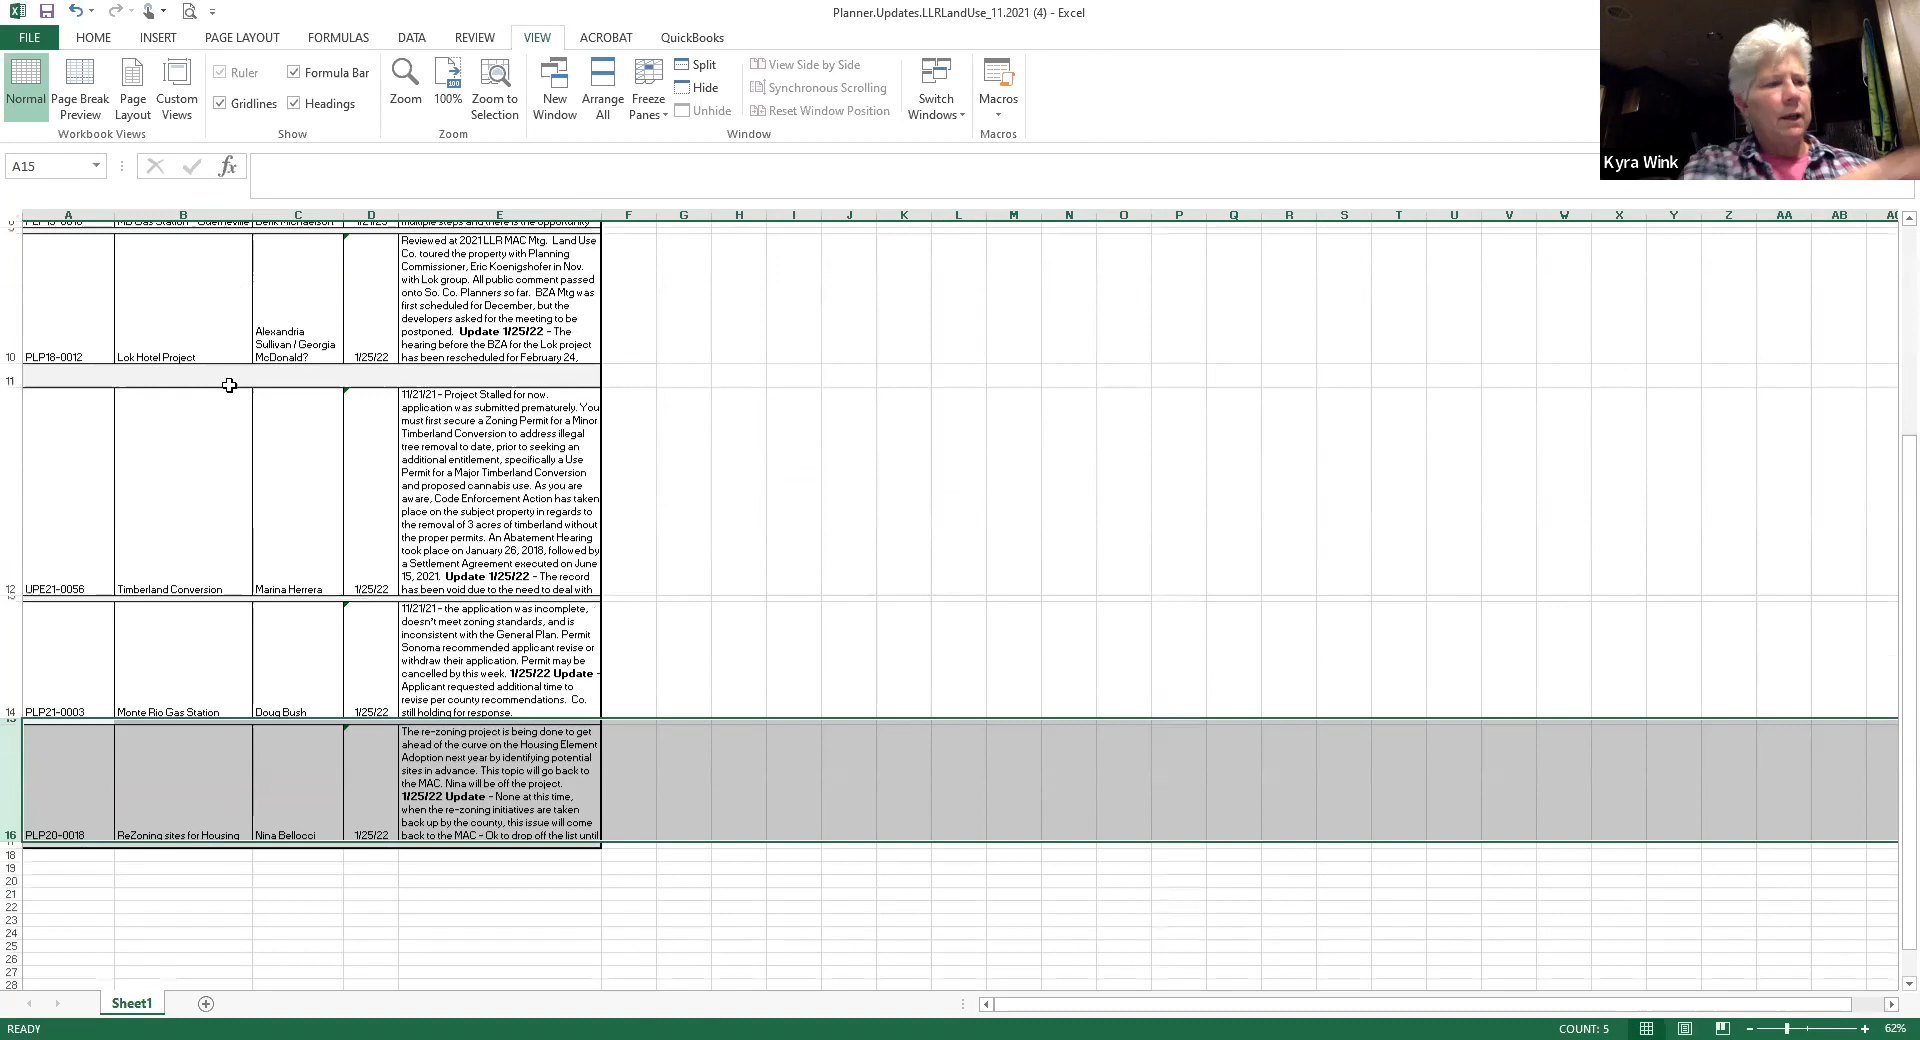 Planner.Updates.LLRLandUse_11.2021 (4) - Excel
FILE HOME INSERT PAGE LAYOUT FORMULAS DATA REVIEW VIEW ACROBAT QuickBooks
Normal
Page Break Preview
Page Layout
Custom Views
Workbook Views
Ruler
Formula Bar
Gridlines
Headings
Show
Zoom
100%
Zoom to Selection
Zoom
New Window
Arrange All
Freeze Panes
Split
Hide
Unhide
View Side by Side
Synchronous Scrolling
Reset Window Position
Window
Switch Windows
Macros
Macros
Kyra Wink
A15
fx
A B C D E F G H I J K L M N O P Q R S T U V W X Y Z AA AB
multiple steps and there is the opportunity
Reviewed at 2021 LLR MAC Mtg. Land Use
Co. toured the property with Planning
Commissioner, Eric Koenigshofer in Nov.
with Lok group. All public comment passed
onto So. Co. Planners so far. BZA Mtg was
first scheduled for December, but the
developers asked for the meeting to be
postponed. Update 1/25/22 - The
hearing before the BZA for the Lok project
has been rescheduled for February 24,
10 PLP18-0012 Lok Hotel Project
Alexandria
Sullivan / Georgia
McDonald?
1/25/22
11
11/21/21 - Project Stalled for now.
application was submitted prematurely. You
must first secure a Zoning Permit for a Minor
Timberland Conversion to address illegal
tree removal to date, prior to seeking an
additional entitlement, specifically a Use
Permit for a Major Timberland Conversion
and proposed cannabis use. As you are
aware, Code Enforcement Action has taken
place on the subject property in regards to
the removal of 3 acres of timberland without
the proper permits. An Abatement Hearing
took place on January 26, 2018, followed by
a Settlement Agreement executed on June
15, 2021. Update 1/25/22 - The record
has been void due to the need to deal with
12 UPE21-0056 Timberland Conversion Marina Herrera 1/25/22
11/21/21 - the application was incomplete,
doesn't meet zoning standards, and is
inconsistent with the General Plan. Permit
Sonoma recommended applicant revise or
withdraw their application. Permit may be
cancelled by this week. 1/25/22 Update -
Applicant requested additional time to
revise per county recommendations. Co.
still holding for response.
14 PLP21-0003 Monte Rio Gas Station Doug Bush 1/25/22
The re-zoning project is being done to get
ahead of the curve on the Housing Element
Adoption next year by identifying potential
sites in advance. This topic will go back to
the MAC. Nina will be off the project.
1/25/22 Update - None at this time,
when the re-zoning initiatives are taken
back up by the county, this issue will come
back to the MAC - Ok to drop off the list until
16 PLP20-0018 ReZoning sites for Housing Nina Bellocci 1/25/22
18
19
20
21
22
23
24
25
26
27
28
Sheet1
READY
COUNT: 5
62%